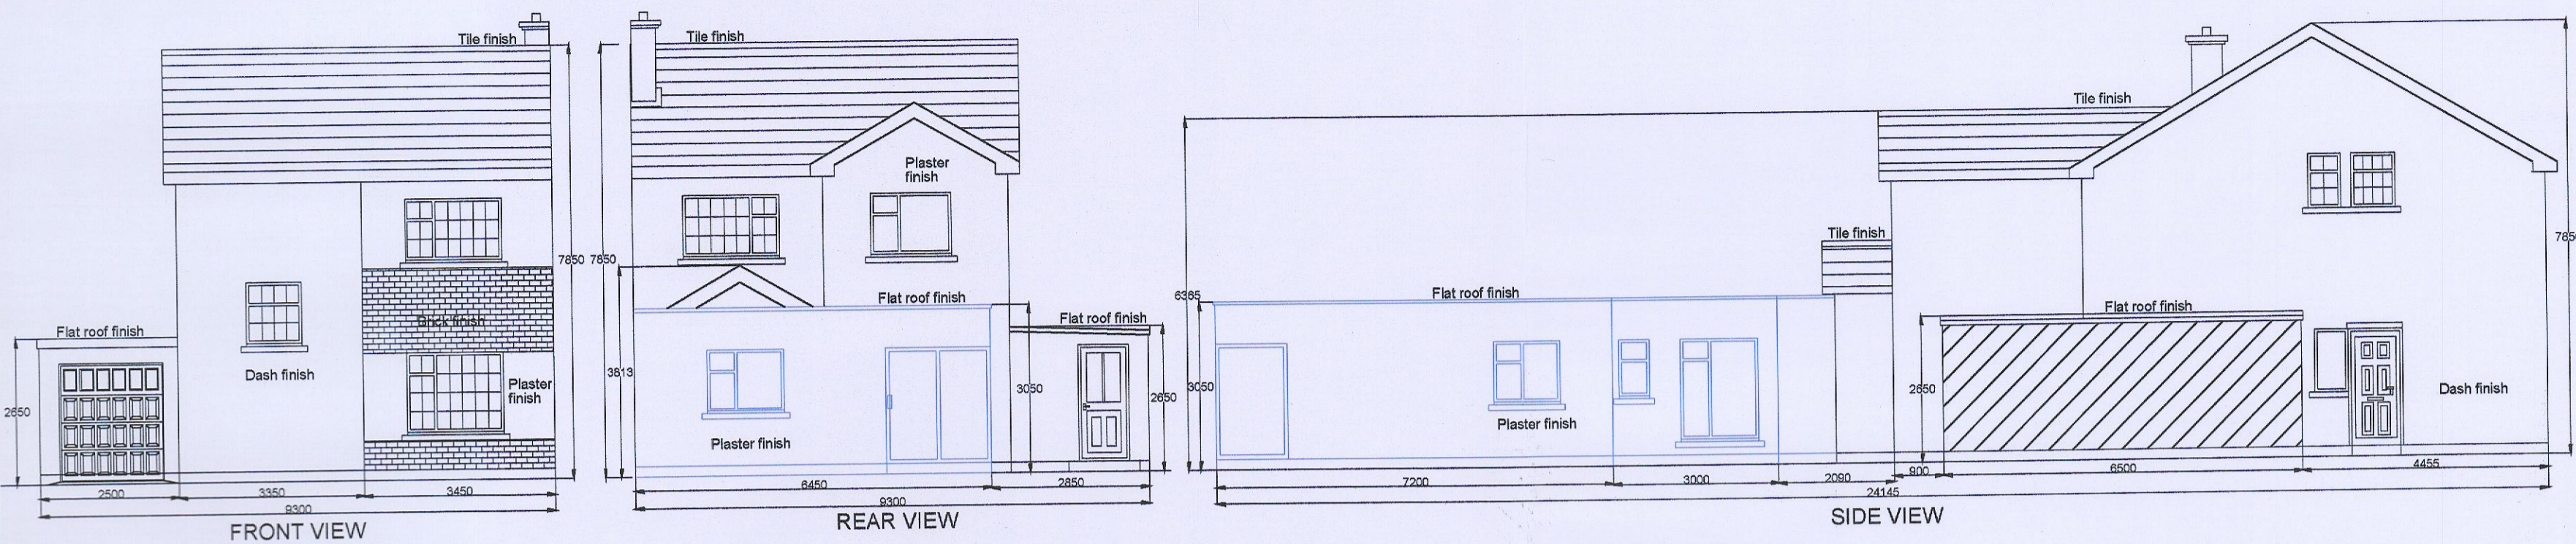 Tile finish
Flat roof finish
Brick finish
Dash finish
Plaster
finish
2650
7850
2500
3350
3450
9300
FRONT VIEW
Tile finish
Plaster
finish
7850
Flat roof finish
Flat roof finish
3813
3050
2650
Plaster finish
6450
2850
9300
REAR VIEW
Tile finish
Tile finish
6365
Flat roof finish
Flat roof finish
3050
2650
Plaster finish
Dash finish
7200
3000
2090
900
6500
4455
24145
SIDE VIEW